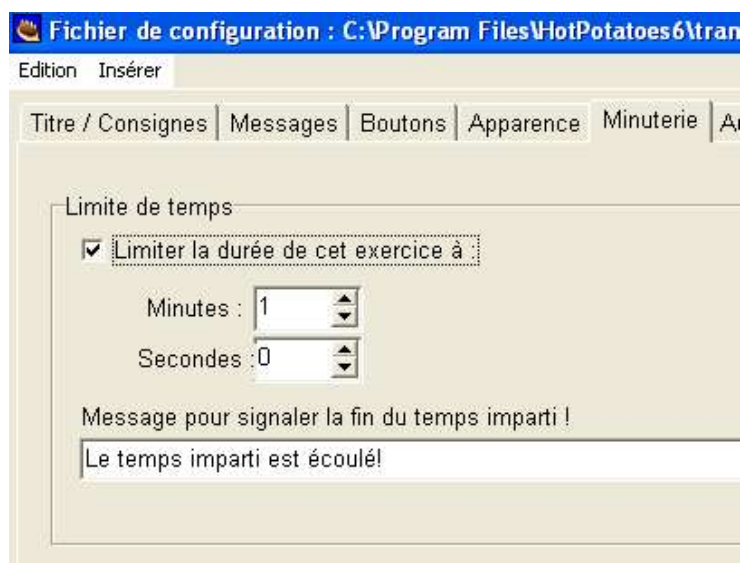 Fichier de configuration : C:\Program Files\HotPotatoes6\tran
Edition Insérer
Titre / Consignes Messages Boutons Apparence Minuterie
Limite de temps
Limiter la durée de cet exercice à :
Minutes : 1
Secondes : 0
Message pour signaler la fin du temps imparti !
Le temps imparti est écoulé!